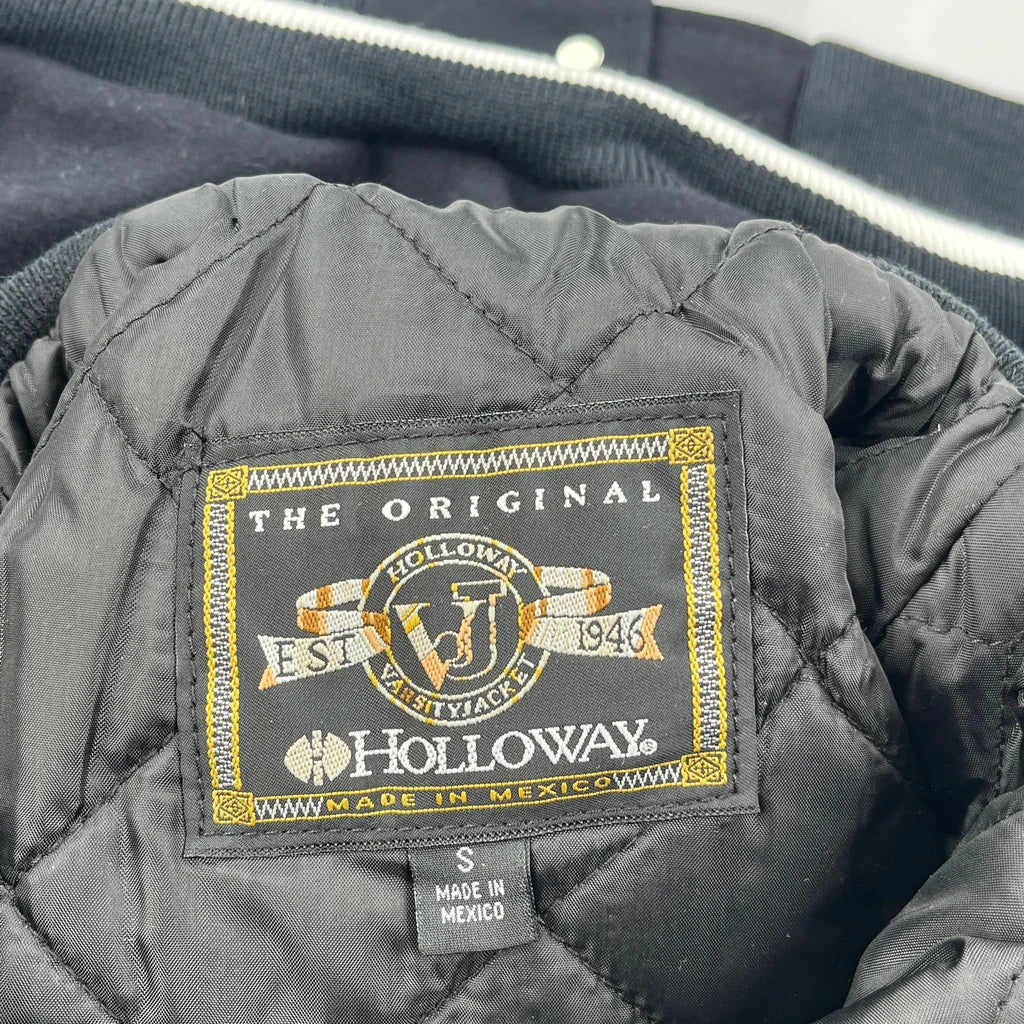 THE ORIGINAL
HOLLOWAY
VJ
EST 1946
VARSITY JACKET
HOLLOWAY®
MADE IN MEXICO
S
MADE IN
MEXICO